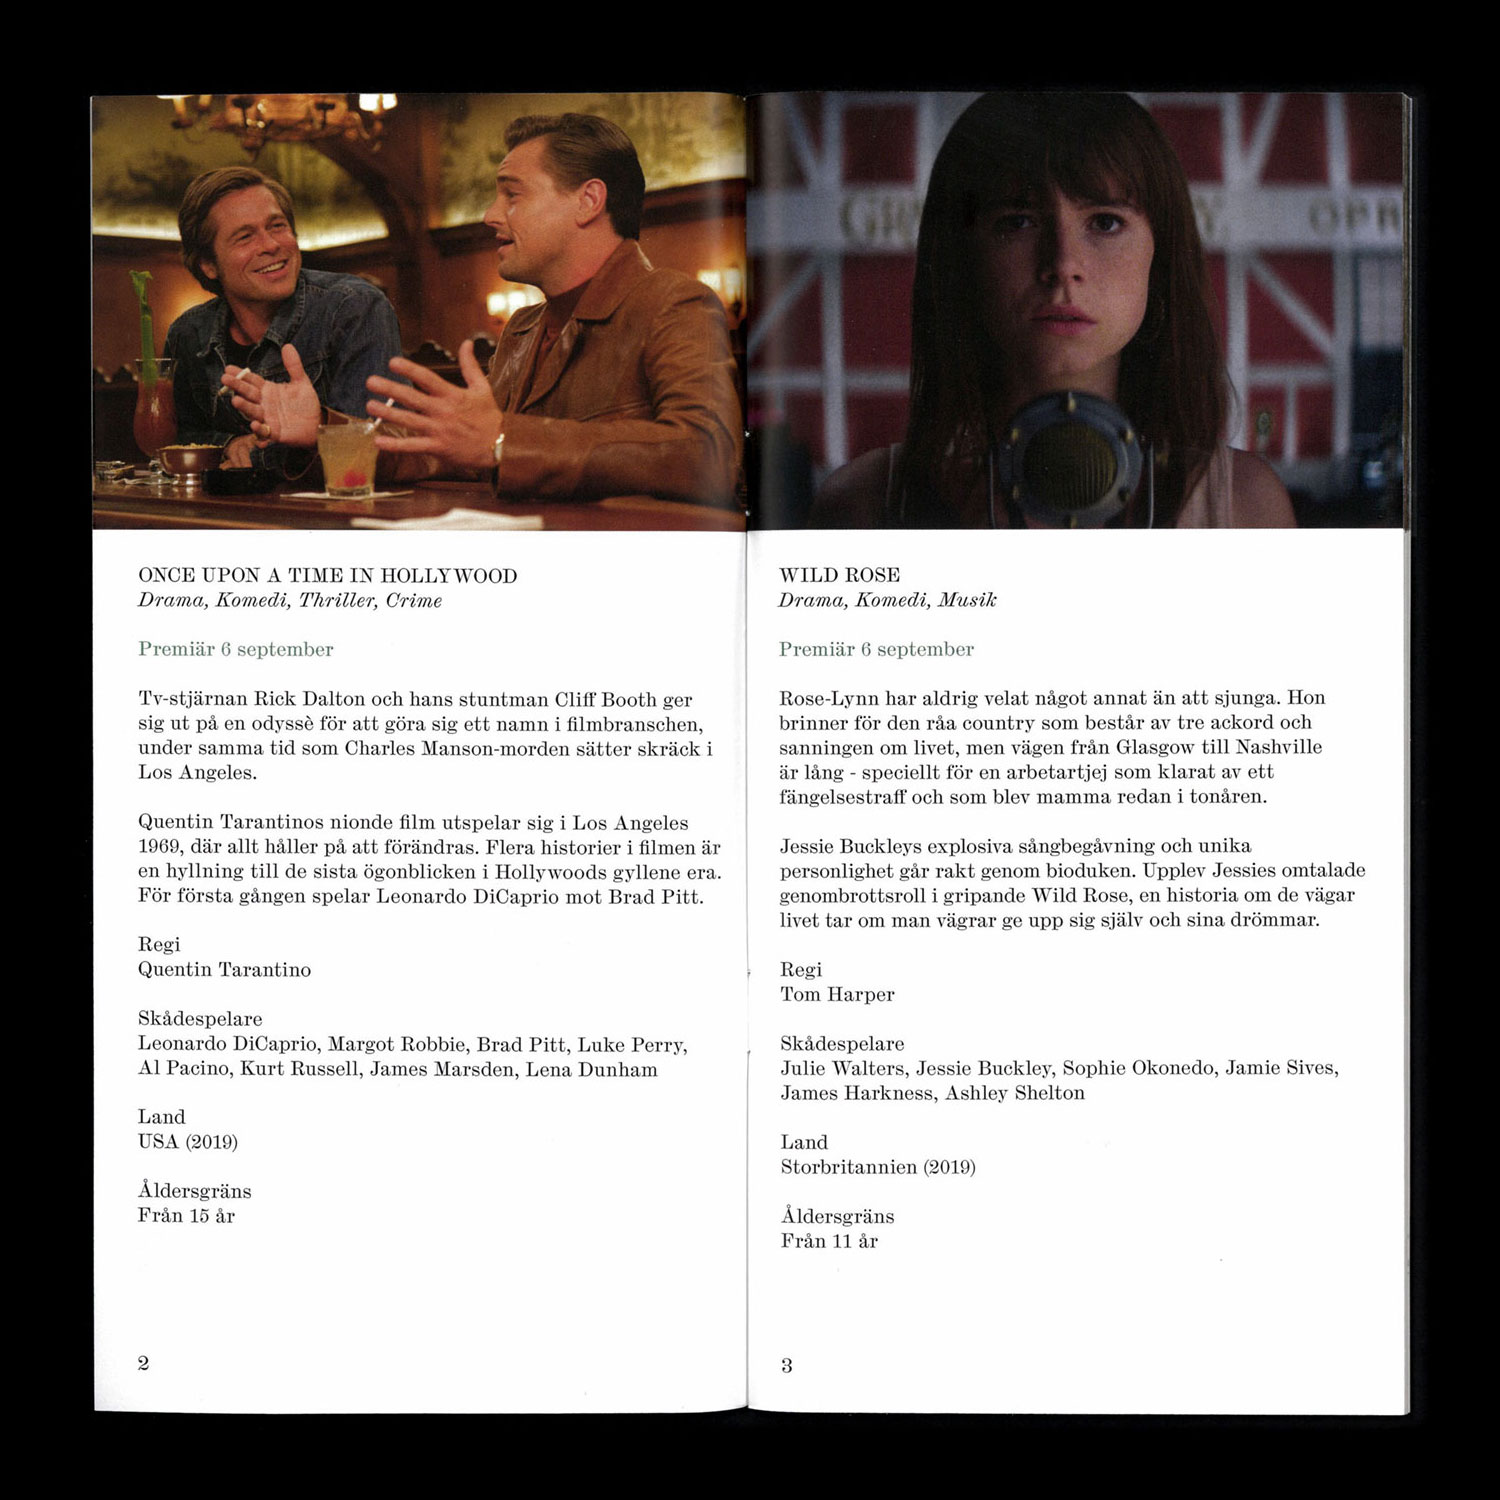 ONCE UPON A TIME IN HOLLYWOOD
Drama, Komedi, Thriller, Crime
Premiär 6 september
Tv-stjärnan Rick Dalton och hans stuntman Cliff Booth ger
sig ut på en odyssè för att göra sig ett namn i filmbranschen,
under samma tid som Charles Manson-morden sätter skräck i
Los Angeles.
Quentin Tarantinos nionde film utspelar sig i Los Angeles
1969, där allt håller på att förändras. Flera historier i filmen är
en hyllning till de sista ögonblicken i Hollywoods gyllene era.
För första gången spelar Leonardo DiCaprio mot Brad Pitt.
Regi
Quentin Tarantino
Skådespelare
Leonardo DiCaprio, Margot Robbie, Brad Pitt, Luke Perry,
Al Pacino, Kurt Russell, James Marsden, Lena Dunham
Land
USA (2019)
Åldersgräns
Från 15 år
2
WILD ROSE
Drama, Komedi, Musik
Premiär 6 september
Rose-Lynn har aldrig velat något annat än att sjunga. Hon
brinner för den råa country som består av tre ackord och
sanningen om livet, men vägen från Glasgow till Nashville
är lång - speciellt för en arbetartjej som klarat av ett
fängelsestraff och som blev mamma redan i tonåren.
Jessie Buckleys explosiva sångbegåvning och unika
personlighet går rakt genom bioduken. Upplev Jessies omtalade
genombrottsroll i gripande Wild Rose, en historia om de vägar
livet tar om man vägrar ge upp sig själv och sina drömmar.
Regi
Tom Harper
Skådespelare
Julie Walters, Jessie Buckley, Sophie Okonedo, Jamie Sives,
James Harkness, Ashley Shelton
Land
Storbritannien (2019)
Åldersgräns
Från 11 år
3